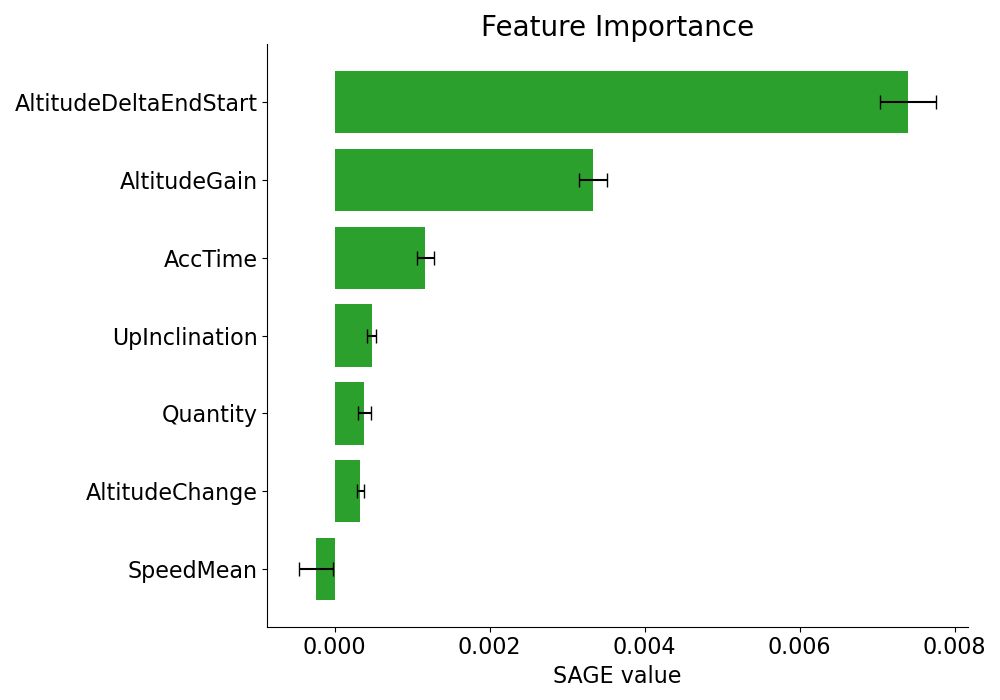 Feature Importance
AltitudeDeltaEndStart
AltitudeGain
AccTime
UpInclination
Quantity
AltitudeChange
SpeedMean
0.000 0.002 0.004 0.006 0.008
SAGE value